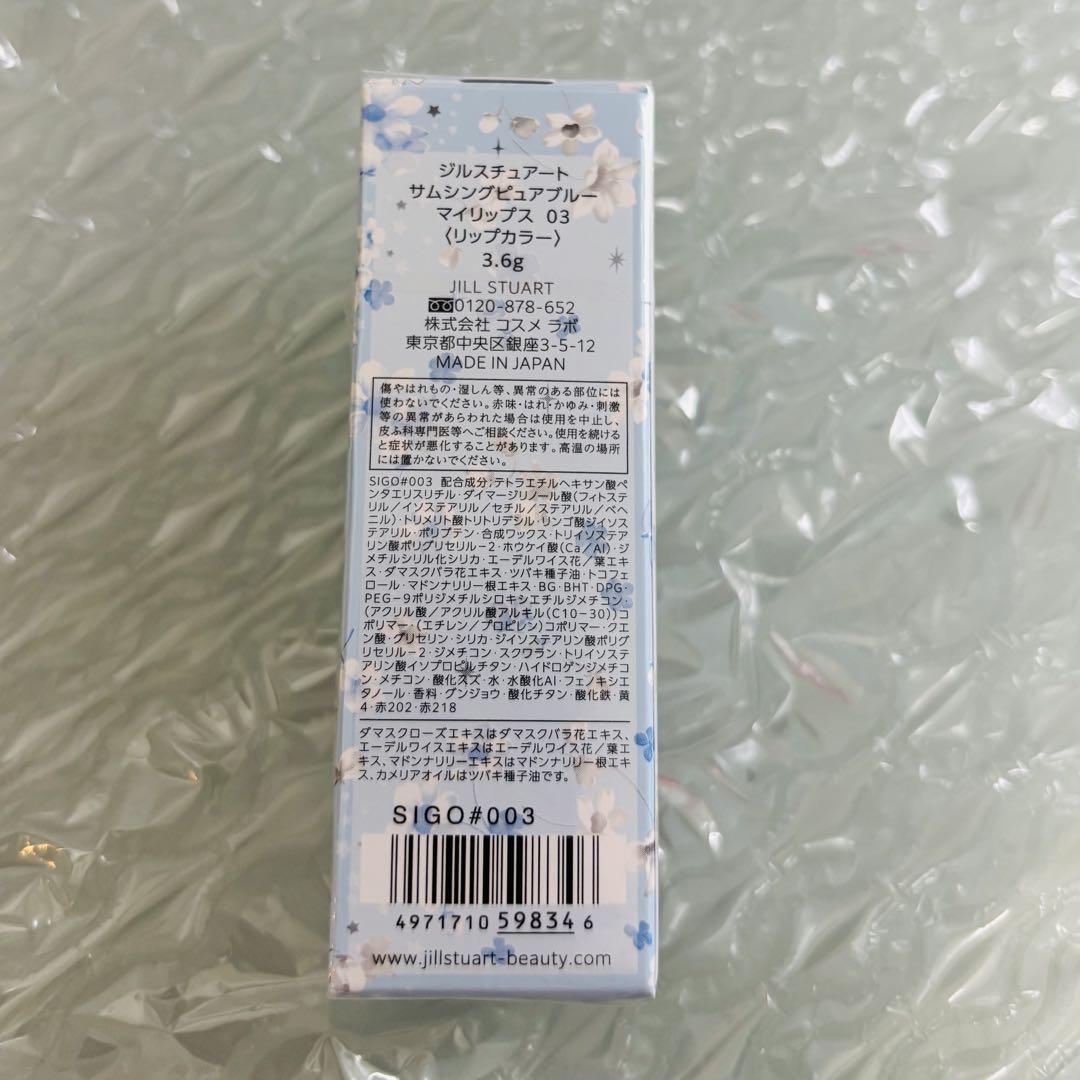 ジルスチュアート
サムシングピュアブルー
マイリップス 03
〈リップカラー〉
3.6g
JILL STUART
0120-878-652
株式会社 コスメ ラボ
東京都中央区銀座3-5-12
MADE IN JAPAN
傷やはれもの・湿しん等、異常のある部位には
使わないでください。赤味・はれ・かゆみ・刺激
等の異常があらわれた場合は使用を中止し、
皮ふ科専門医等へご相談ください。使用を続ける
と症状が悪化することがあります。高温の場所
には置かないでください。
SIGO#003 配合成分:テトラエチルヘキサン酸ペ
ンタエリスリチル・ダイマージリノール酸(フィトステ
リル/イソステアリル/セチル/ステアリル/ベヘ
ニル)・トリメリト酸トリトリデシル・リンゴ酸ジイソス
テアリル・ポリブテン・合成ワックス・トリイソステア
リン酸ポリグリセリル-2・ホウケイ酸(Ca/Al)・ジ
メチルシリル化シリカ・エーデルワイス花/葉エキ
ス・ダマスクバラ花エキス・ツバキ種子油・トコフェ
ロール・マドンナリリー根エキス・BG・BHT・DPG・
PEG-9ポリジメチルシロキシエチルジメチコン・
(アクリル酸/アクリル酸アルキル(C10-30))コ
ポリマー・(エチレン/プロピレン)コポリマー・クエ
ン酸・グリセリン・シリカ・ジイソステアリン酸ポリグ
リセリル-2・ジメチコン・スクワラン・トリイソステ
アリン酸イソプロピルチタン・ハイドロゲンジメチコ
ン・メチコン・酸化スズ・水・水酸化Al・フェノキシエ
タノール・香料・グンジョウ・酸化チタン・酸化鉄・黄
4・赤202・赤218
ダマスクローズエキスはダマスクバラ花エキス、
エーデルワイスエキスはエーデルワイス花/葉エ
キス、マドンナリリーエキスはマドンナリリー根エキ
ス、カメリアオイルはツバキ種子油です。
SIGO#003
4971710 598346
www.jillstuart-beauty.com